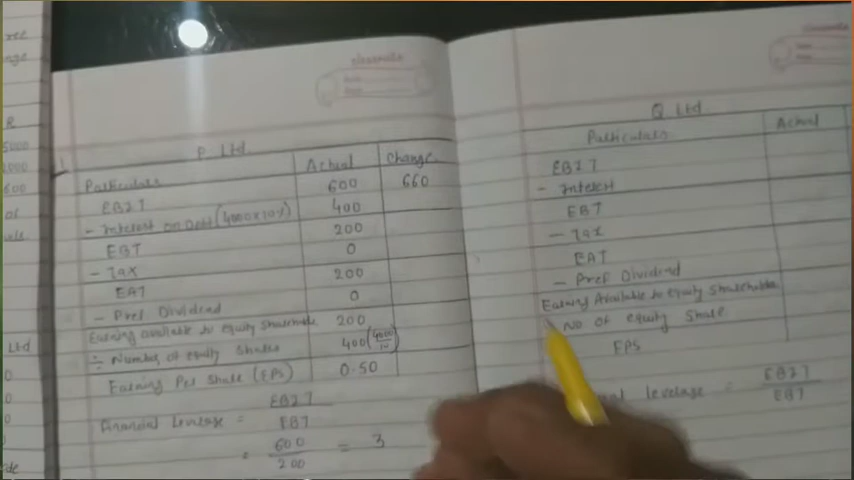 P Ltd
Particulars Actual Change
EBIT 600 660
- Interest on Debt (4000x10%) 400
EBT 200
- Tax 0
EAT 200
- Pref Dividend 0
Earning available to equity Shareholder 200
÷ Number of equity Shares 400 (4000/10)
Earning Per Share (EPS) 0.50
Financial Leverage = EBIT / EBT
= 600 / 200 = 3
Q Ltd
Particulars Actual
EBIT
- Interest
EBT
- Tax
EAT
- Pref Dividend
Earning Available to equity Shareholder
÷ No of equity Share
EPS
leverage = EBIT / EBT